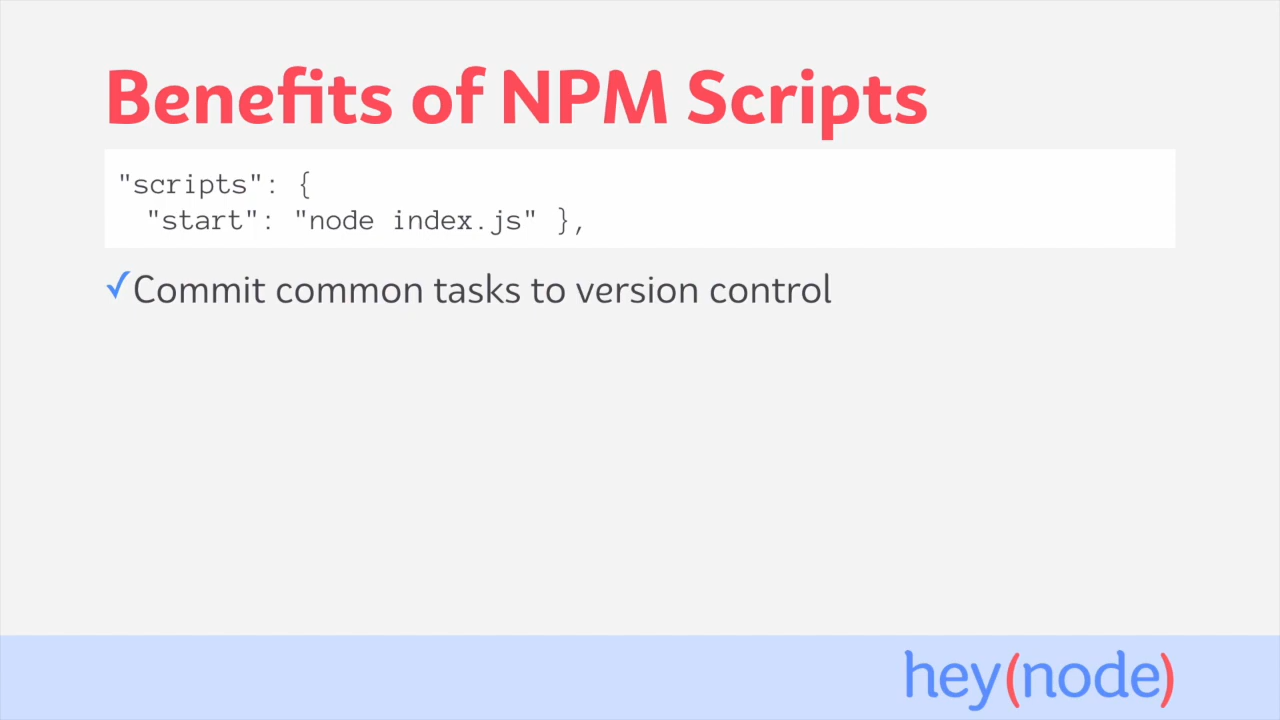 Benefits of NPM Scripts
"scripts": {
  "start": "node index.js" },
✓Commit common tasks to version control
hey(node)